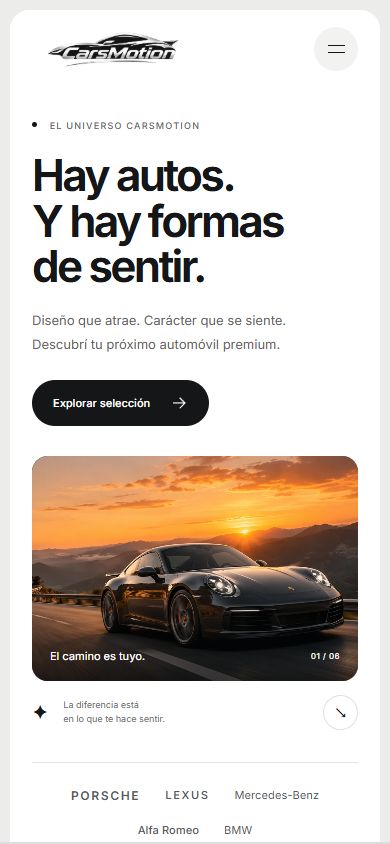 CarsMotion
EL UNIVERSO CARSMOTION
Hay autos.
Y hay formas
de sentir.
Diseño que atrae. Carácter que se siente.
Descubrí tu próximo automóvil premium.
Explorar selección
El camino es tuyo.
01 / 06
La diferencia está
en lo que te hace sentir.
PORSCHE LEXUS Mercedes-Benz
Alfa Romeo BMW